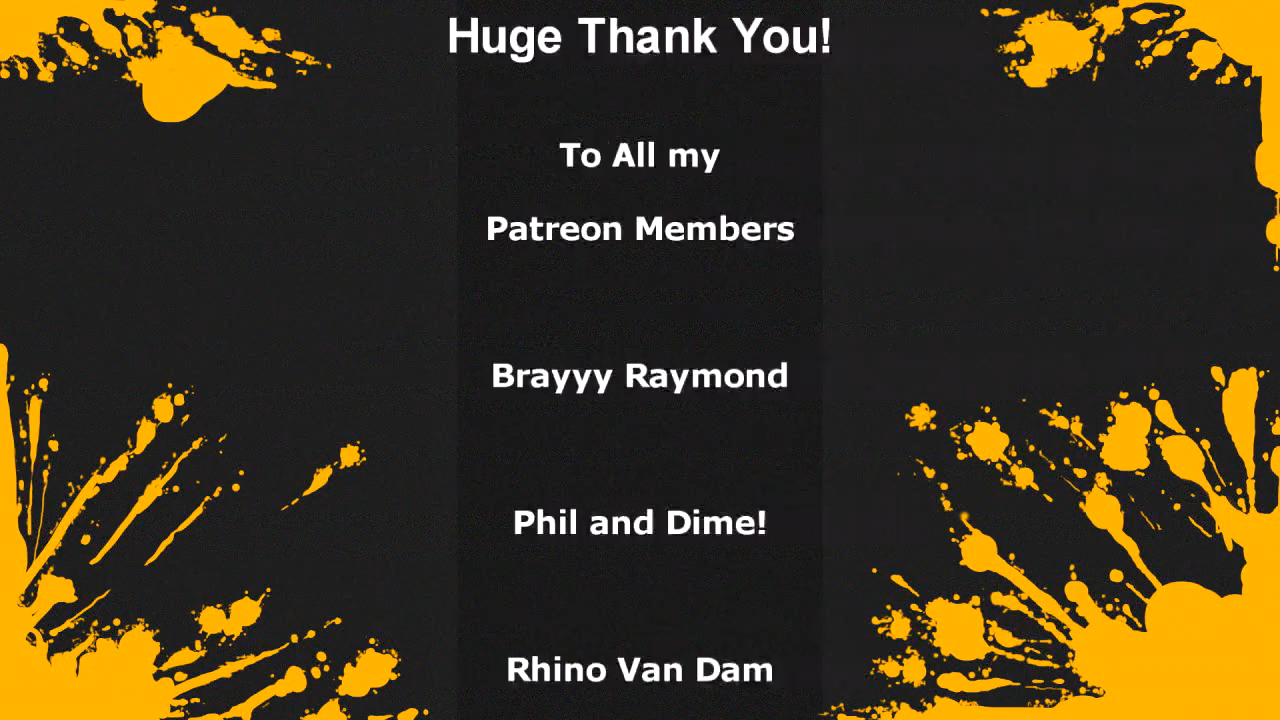 Huge Thank You!
To All my
Patreon Members
Brayyy Raymond
Phil and Dime!
Rhino Van Dam